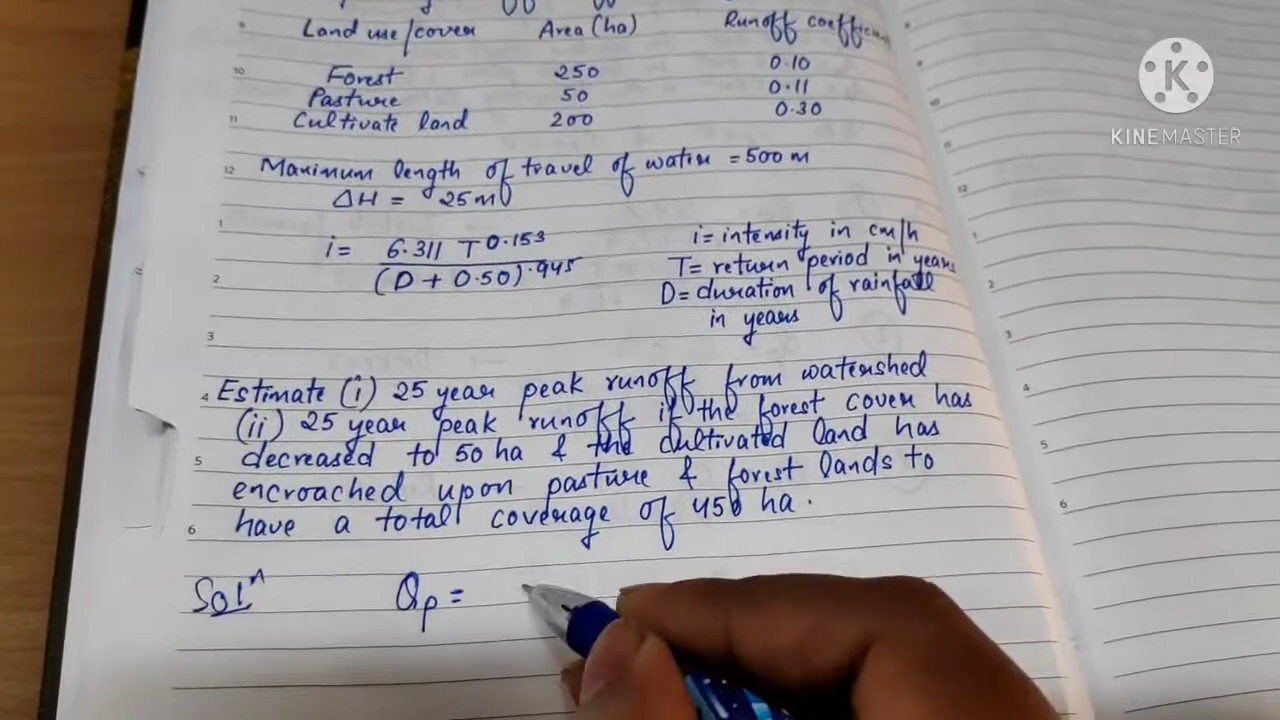 Land use/cover Area (ha) Runoff coefficient
Forest 250 0.10
Pasture 50 0.11
Cultivate land 200 0.30
Maximum length of travel of water = 500 m
ΔH = 25 m
i = 6.311 T^0.153 / (D + 0.50)^.945
i = intensity in cm/h
T = return period in years
D = duration of rainfall
in years
Estimate (i) 25 year peak runoff from watershed
(ii) 25 year peak runoff if the forest cover has
decreased to 50 ha & the cultivated land has
encroached upon pasture & forest lands to
have a total coverage of 450 ha.
Solⁿ Qp =
K
KINEMASTER